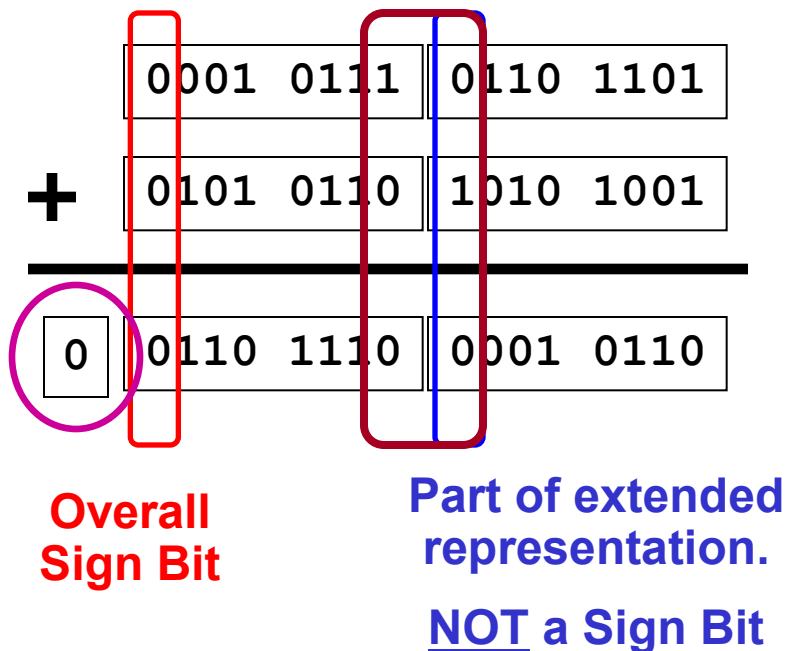 0001 0111 0110 1101
+ 0101 0110 1010 1001
0 0110 1110 0001 0110
Overall
Sign Bit
Part of extended
representation.
NOT a Sign Bit